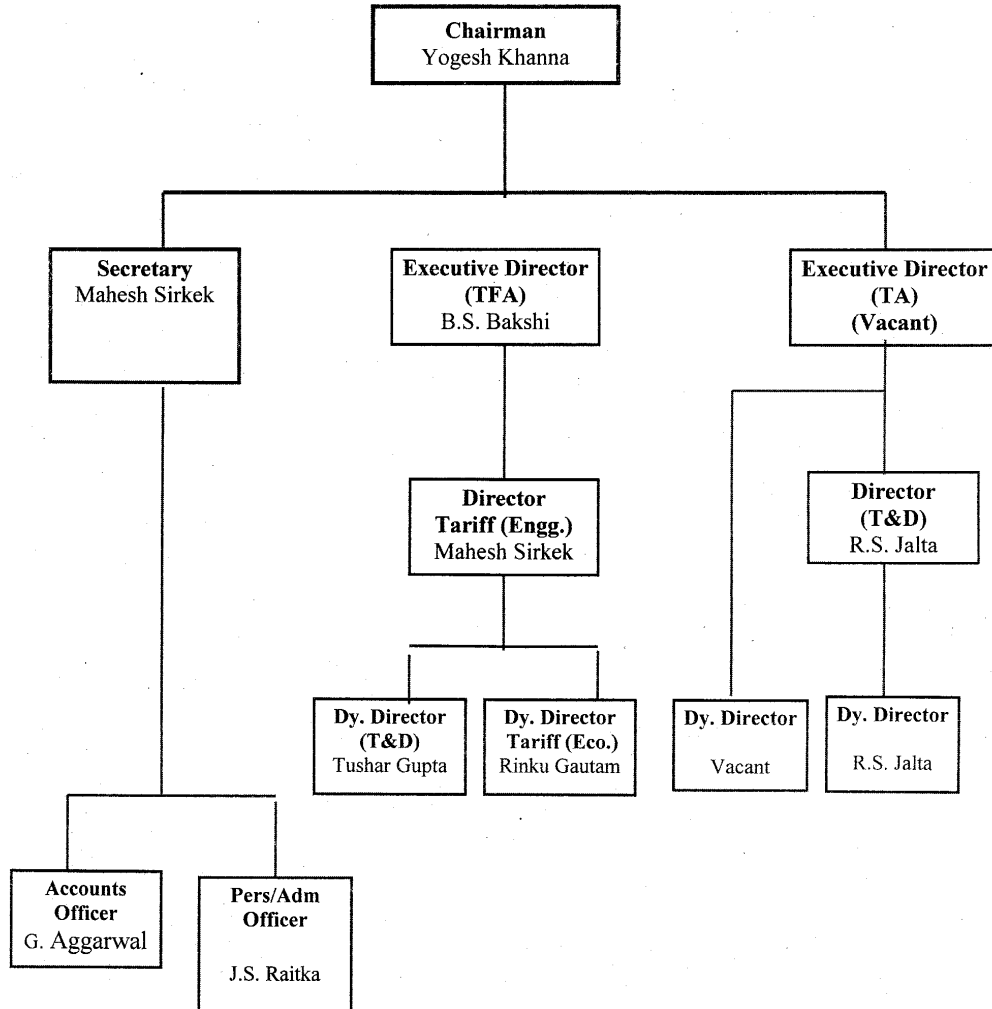 Chairman
Yogesh Khanna
Secretary
Mahesh Sirkek
Executive Director
(TFA)
B.S. Bakshi
Executive Director
(TA)
(Vacant)
Director
Tariff (Engg.)
Mahesh Sirkek
Director
(T&D)
R.S. Jalta
Dy. Director
(T&D)
Tushar Gupta
Dy. Director
Tariff (Eco.)
Rinku Gautam
Dy. Director
Vacant
Dy. Director
R.S. Jalta
Accounts
Officer
G. Aggarwal
Pers/Adm
Officer
J.S. Raitka